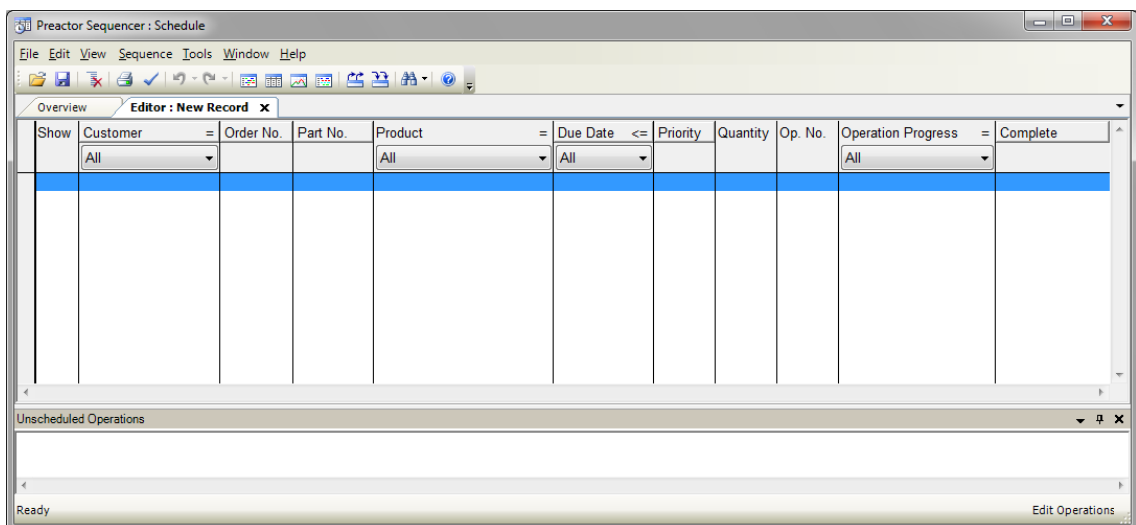 Preactor Sequencer : Schedule
File Edit View Sequence Tools Window Help
Overview Editor : New Record x
Show Customer = Order No. Part No. Product = Due Date <= Priority Quantity Op. No. Operation Progress = Complete
All All All All
Unscheduled Operations
Ready Edit Operations